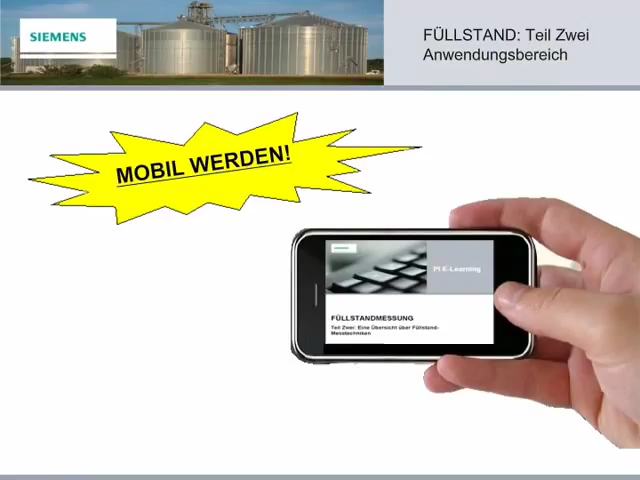 SIEMENS
FÜLLSTAND: Teil Zwei
Anwendungsbereich
MOBIL WERDEN!
PI E-Learning
FÜLLSTANDMESSUNG
Teil Zwei: Eine Übersicht über Füllstand-
Messtechniken